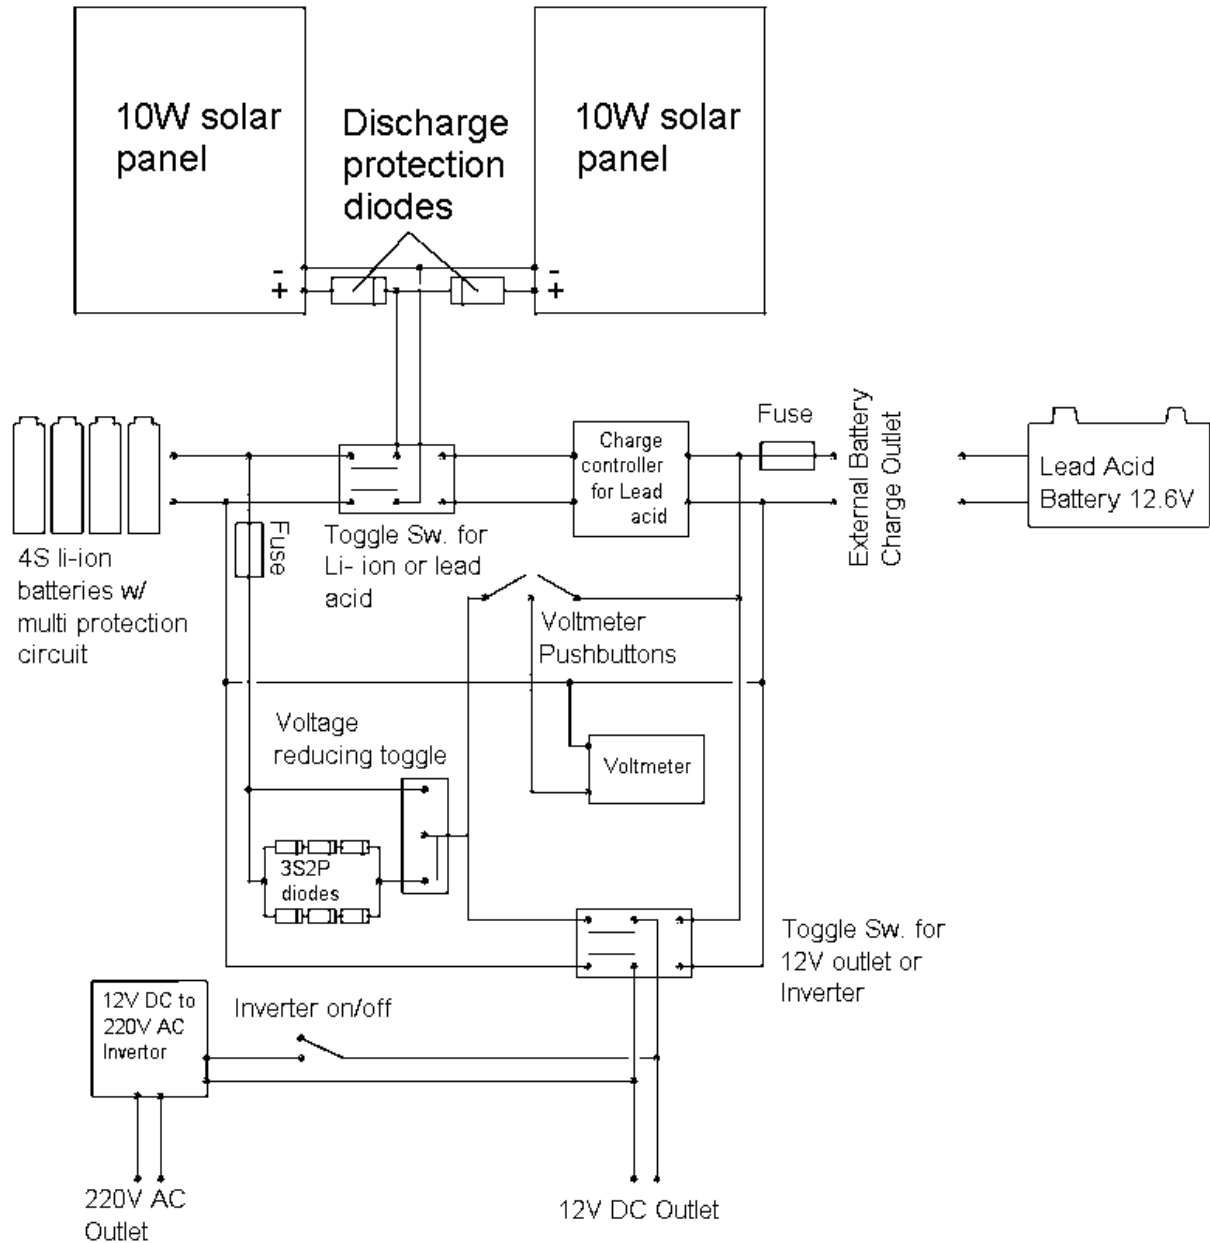 10W solar
panel
Discharge
protection
diodes
10W solar
panel
-
+
-
+
4S li-ion
batteries w/
multi protection
circuit
Fuse
Toggle Sw. for
Li- ion or lead
acid
Charge
controller
for Lead
acid
Fuse
External Battery
Charge Outlet
Lead Acid
Battery 12.6V
Voltmeter
Pushbuttons
Voltage
reducing toggle
Voltmeter
3S2P
diodes
Toggle Sw. for
12V outlet or
Inverter
12V DC to
220V AC
Invertor
Inverter on/off
220V AC
Outlet
12V DC Outlet